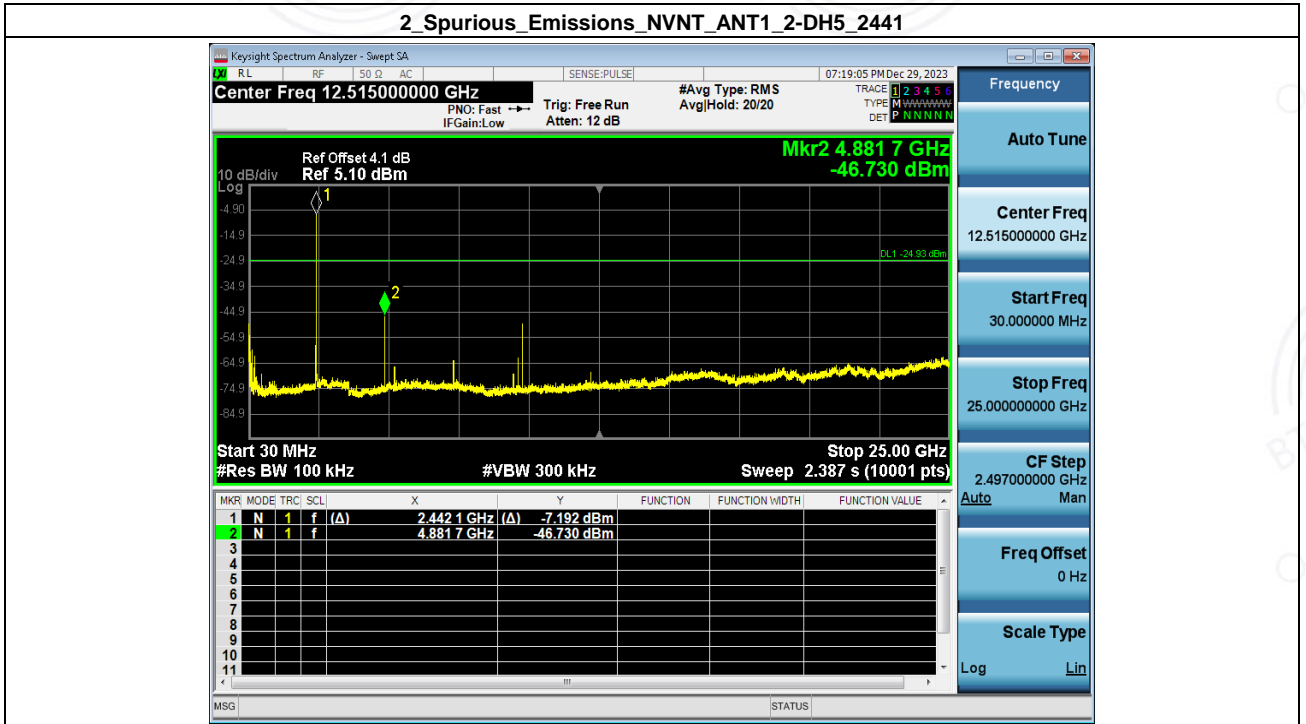 2_Spurious_Emissions_NVNT_ANT1_2-DH5_2441
Keysight Spectrum Analyzer - Swept SA
LXI RL RF 50 Ω AC SENSE:PULSE 07:19:05 PM Dec 29, 2023
Center Freq 12.515000000 GHz #Avg Type: RMS TRACE 1 2 3 4 5 6
PNO: Fast Trig: Free Run Avg|Hold: 20/20 TYPE M WWWWW
IFGain:Low Atten: 12 dB DET P N N N N N
Mkr2 4.881 7 GHz
-46.730 dBm
Ref Offset 4.1 dB
10 dB/div Ref 5.10 dBm
Log
1
-4.90
-14.9
DL1 -24.93 dBm
-24.9
-34.9
2
-44.9
-54.9
-64.9
-74.9
-84.9
Start 30 MHz Stop 25.00 GHz
#Res BW 100 kHz #VBW 300 kHz Sweep 2.387 s (10001 pts)
MKR MODE TRC SCL X Y FUNCTION FUNCTION WIDTH FUNCTION VALUE
1 N 1 f (Δ) 2.442 1 GHz (Δ) -7.192 dBm
2 N 1 f 4.881 7 GHz -46.730 dBm
3
4
5
6
7
8
9
10
11
MSG STATUS
Frequency
Auto Tune
Center Freq
12.515000000 GHz
Start Freq
30.000000 MHz
Stop Freq
25.000000000 GHz
CF Step
2.497000000 GHz
Auto Man
Freq Offset
0 Hz
Scale Type
Log Lin